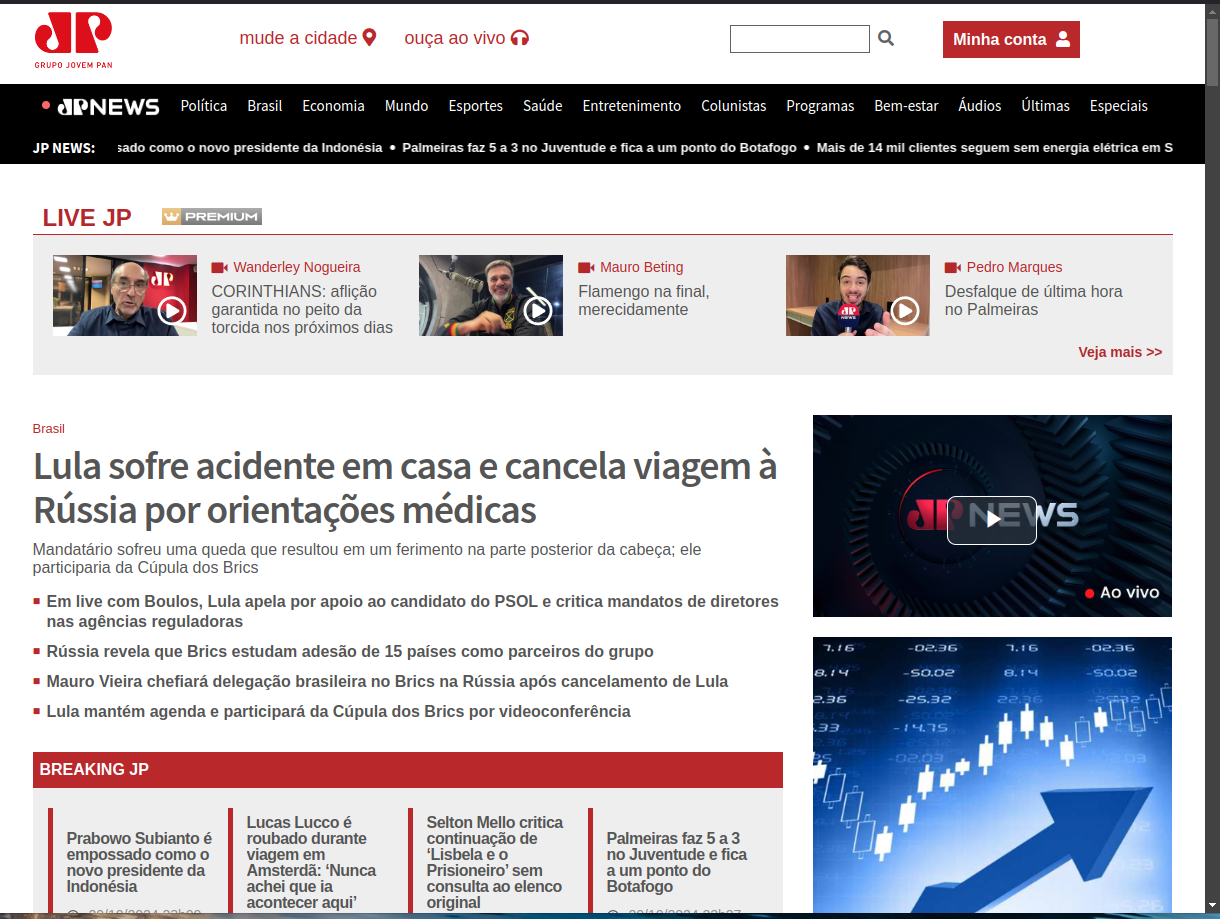 JP
GRUPO JOVEM PAN
mude a cidade
ouça ao vivo
Minha conta
JPNEWS Política Brasil Economia Mundo Esportes Saúde Entretenimento Colunistas Programas Bem-estar Áudios Últimas Especiais
JP NEWS: sado como o novo presidente da Indonésia • Palmeiras faz 5 a 3 no Juventude e fica a um ponto do Botafogo • Mais de 14 mil clientes seguem sem energia elétrica em S
LIVE JP
PREMIUM
Wanderley Nogueira
CORINTHIANS: aflição
garantida no peito da
torcida nos próximos dias
Mauro Beting
Flamengo na final,
merecidamente
Pedro Marques
Desfalque de última hora
no Palmeiras
Veja mais >>
Brasil
Lula sofre acidente em casa e cancela viagem à
Rússia por orientações médicas
Mandatário sofreu uma queda que resultou em um ferimento na parte posterior da cabeça; ele
participaria da Cúpula dos Brics
Em live com Boulos, Lula apela por apoio ao candidato do PSOL e critica mandatos de diretores
nas agências reguladoras
Rússia revela que Brics estudam adesão de 15 países como parceiros do grupo
Mauro Vieira chefiará delegação brasileira no Brics na Rússia após cancelamento de Lula
Lula mantém agenda e participará da Cúpula dos Brics por videoconferência
JP NEWS
Ao vivo
7.16 -02.36 7.16 -02.36
8.14 -50.02 8.14 -50.02
2.36 -25.32
.33 -14.75
BREAKING JP
Prabowo Subianto é
empossado como o
novo presidente da
Indonésia
Lucas Lucco é
roubado durante
viagem em
Amsterdã: ‘Nunca
achei que ia
acontecer aqui’
Selton Mello critica
continuação de
‘Lisbela e o
Prisioneiro’ sem
consulta ao elenco
original
Palmeiras faz 5 a 3
no Juventude e fica
a um ponto do
Botafogo